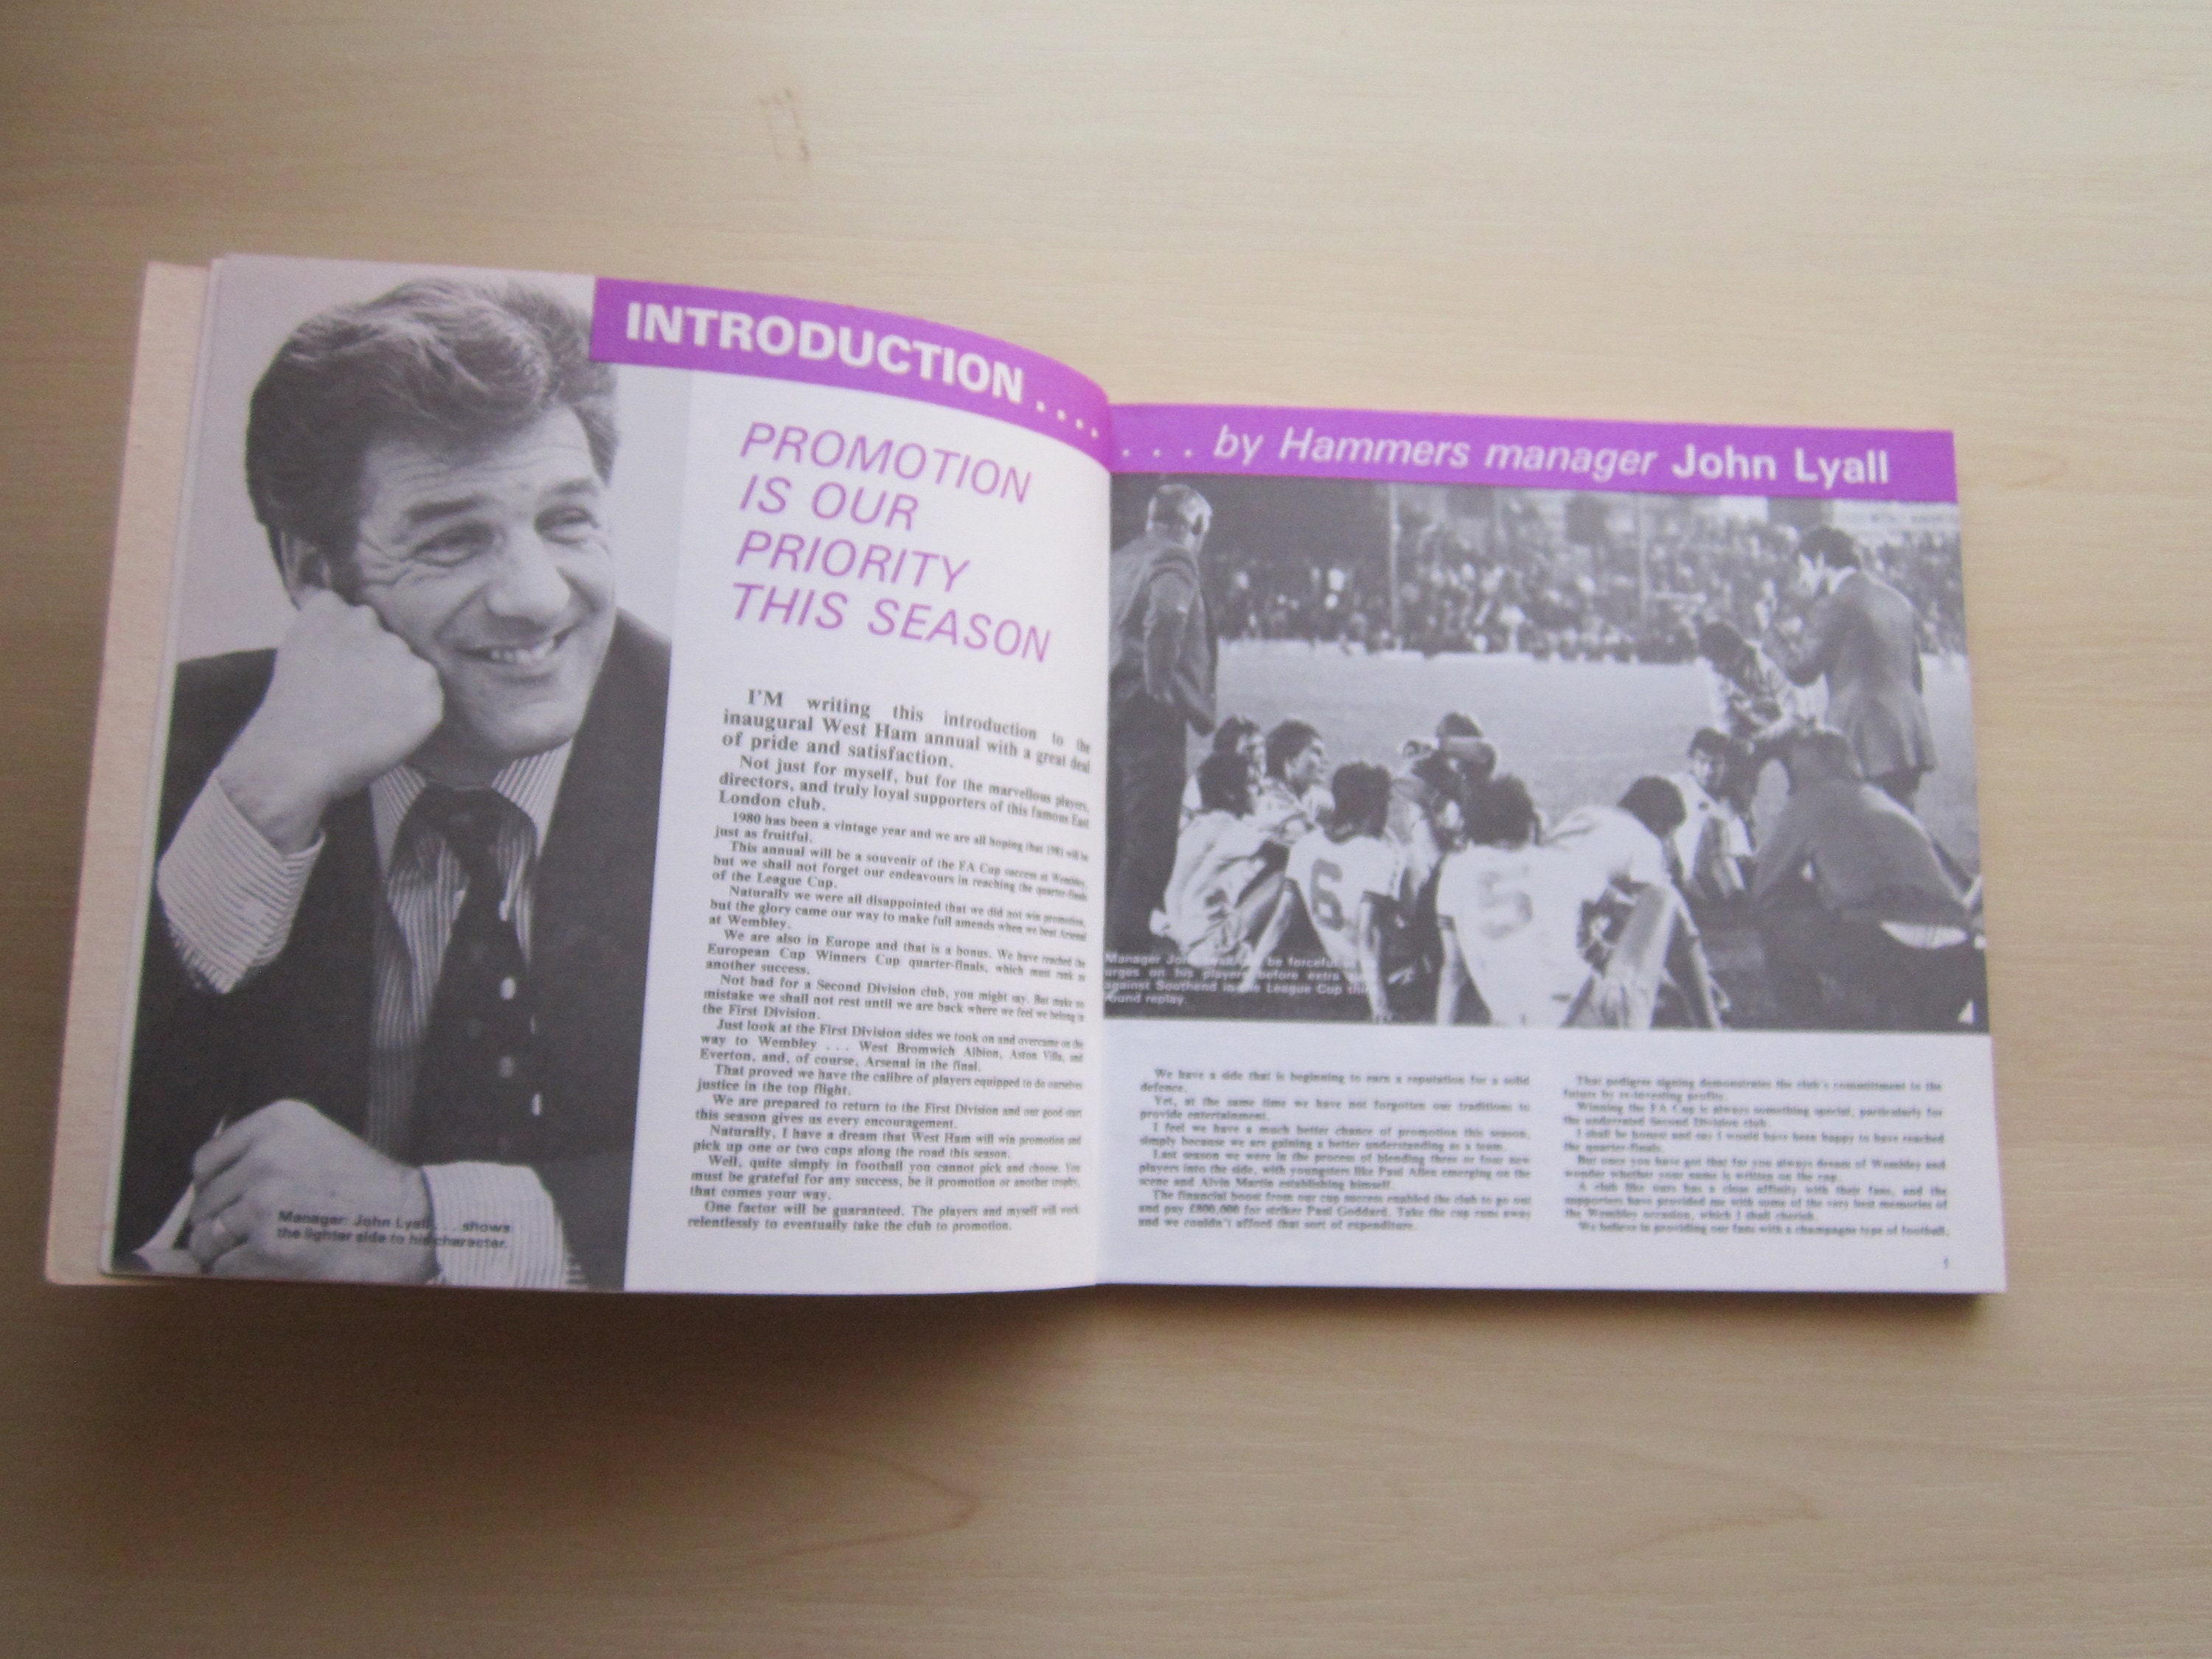 INTRODUCTION . . . .
. . . by Hammers manager John Lyall
PROMOTION
IS OUR
PRIORITY
THIS SEASON
I'M writing this introduction to the
inaugural West Ham annual with a great deal
of pride and satisfaction.
Not just for myself, but for the marvellous players,
directors, and truly loyal supporters of this famous East
London club.
1980 has been a vintage year and we are all hoping that 1981 will be
just as fruitful.
This annual will be a souvenir of the FA Cup success at Wembley,
but we shall not forget our endeavours in reaching the quarter-finals
of the League Cup.
Naturally we were all disappointed that we did not win promotion,
but the glory came our way to make full amends when we beat Arsenal
at Wembley.
We are also in Europe and that is a bonus. We have reached the
European Cup Winners Cup quarter-finals, which must rank as
another success.
Not bad for a Second Division club, you might say. But make no
mistake we shall not rest until we are back where we feel we belong in
the First Division.
Just look at the First Division sides we took on and overcame on the
way to Wembley . . . West Bromwich Albion, Aston Villa, and
Everton, and, of course, Arsenal in the final.
That proved we have the calibre of players equipped to do ourselves
justice in the top flight.
We are prepared to return to the First Division and our good start
this season gives us every encouragement.
Naturally, I have a dream that West Ham will win promotion and
pick up one or two cups along the road this season.
Well, quite simply in football you cannot pick and choose. You
must be grateful for any success, be it promotion or another trophy,
that comes your way.
One factor will be guaranteed. The players and myself will work
relentlessly to eventually take the club to promotion.
Manager: John Lyall . . . shows
the lighter side to his character.
6
5
Manager John be forceful
urges on his players before extra
against Southend in the League Cup
round replay.
We have a side that is beginning to earn a reputation for a solid
defence.
Yet, at the same time we have not forgotten our traditions to
provide entertainment.
I feel we have a much better chance of promotion this season,
simply because we are gaining a better understanding as a team.
Last season we were in the process of blending three or four new
players into the side, with youngsters like Paul Allen emerging on the
scene and Alvin Martin establishing himself.
The financial boost from our cup success enabled the club to go out
and pay £800,000 for striker Paul Goddard. Take the cup runs away
and we couldn't afford that sort of expenditure.
That pedigree signing demonstrates the club's commitment to the
future by re-investing profits.
Winning the FA Cup is always something special, particularly for
the underrated Second Division club.
I shall be honest and say I would have been happy to have reached
the quarter-finals.
But once you have got that far you always dream of Wembley and
wonder whether your name is written on the cup.
A club like ours has a close affinity with their fans, and the
supporters have provided me with some of the very best memories of
the Wembley occasion, which I shall cherish.
We believe in providing our fans with a champagne type of football,
5